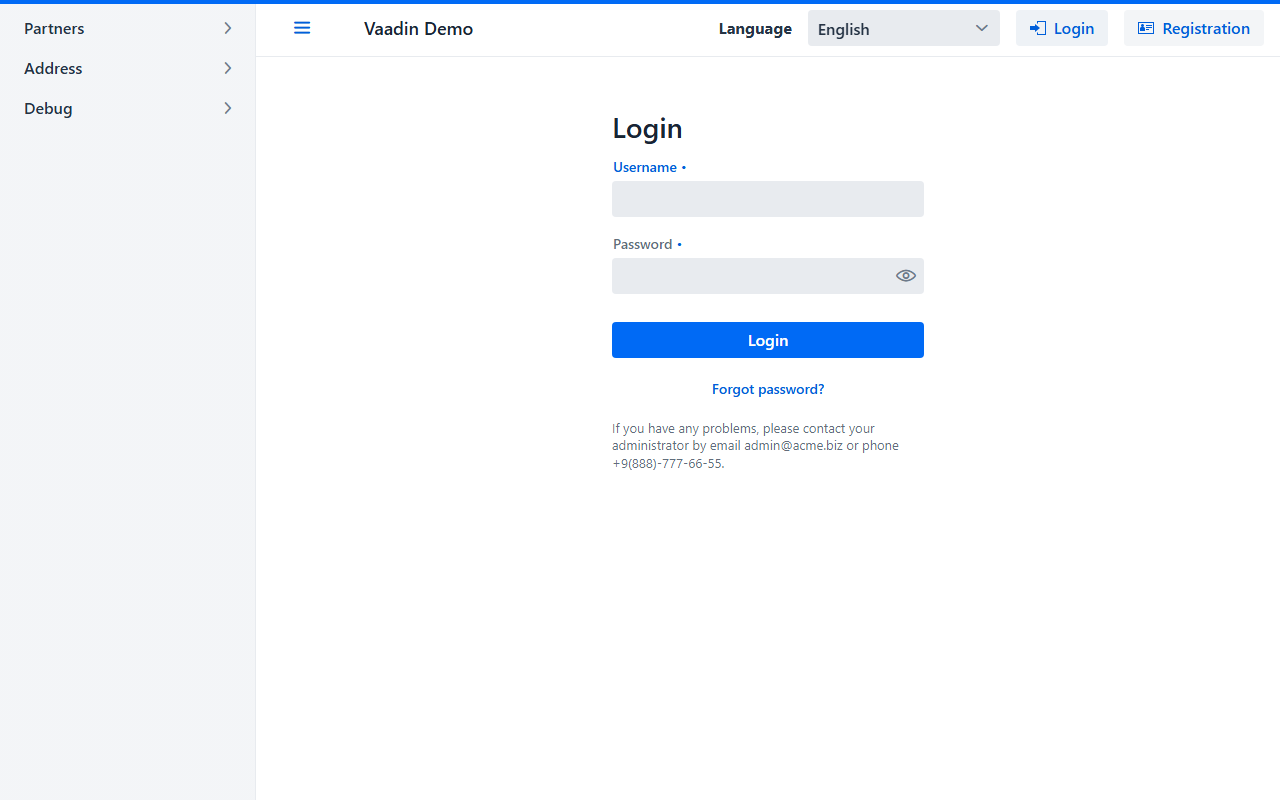 Partners
Address
Debug
Vaadin Demo
Language
English
Login
Registration
Login
Username •
Password •
Login
Forgot password?
If you have any problems, please contact your
administrator by email admin@acme.biz or phone
+9(888)-777-66-55.